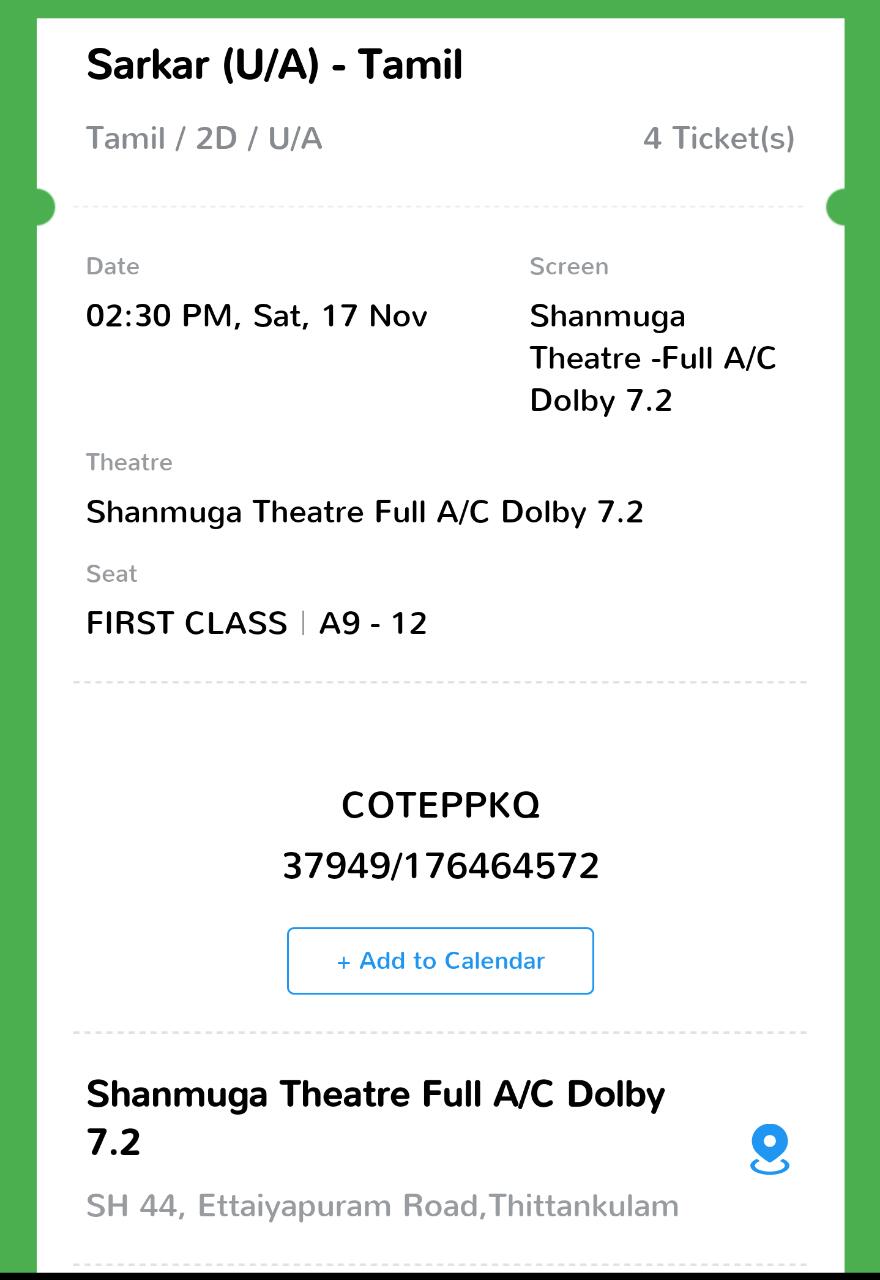 Sarkar (U/A) - Tamil
Tamil / 2D / U/A 4 Ticket(s)
Date
02:30 PM, Sat, 17 Nov
Screen
Shanmuga
Theatre -Full A/C
Dolby 7.2
Theatre
Shanmuga Theatre Full A/C Dolby 7.2
Seat
FIRST CLASS | A9 - 12
COTEPPKQ
37949/176464572
+ Add to Calendar
Shanmuga Theatre Full A/C Dolby
7.2
SH 44, Ettaiyapuram Road,Thittankulam